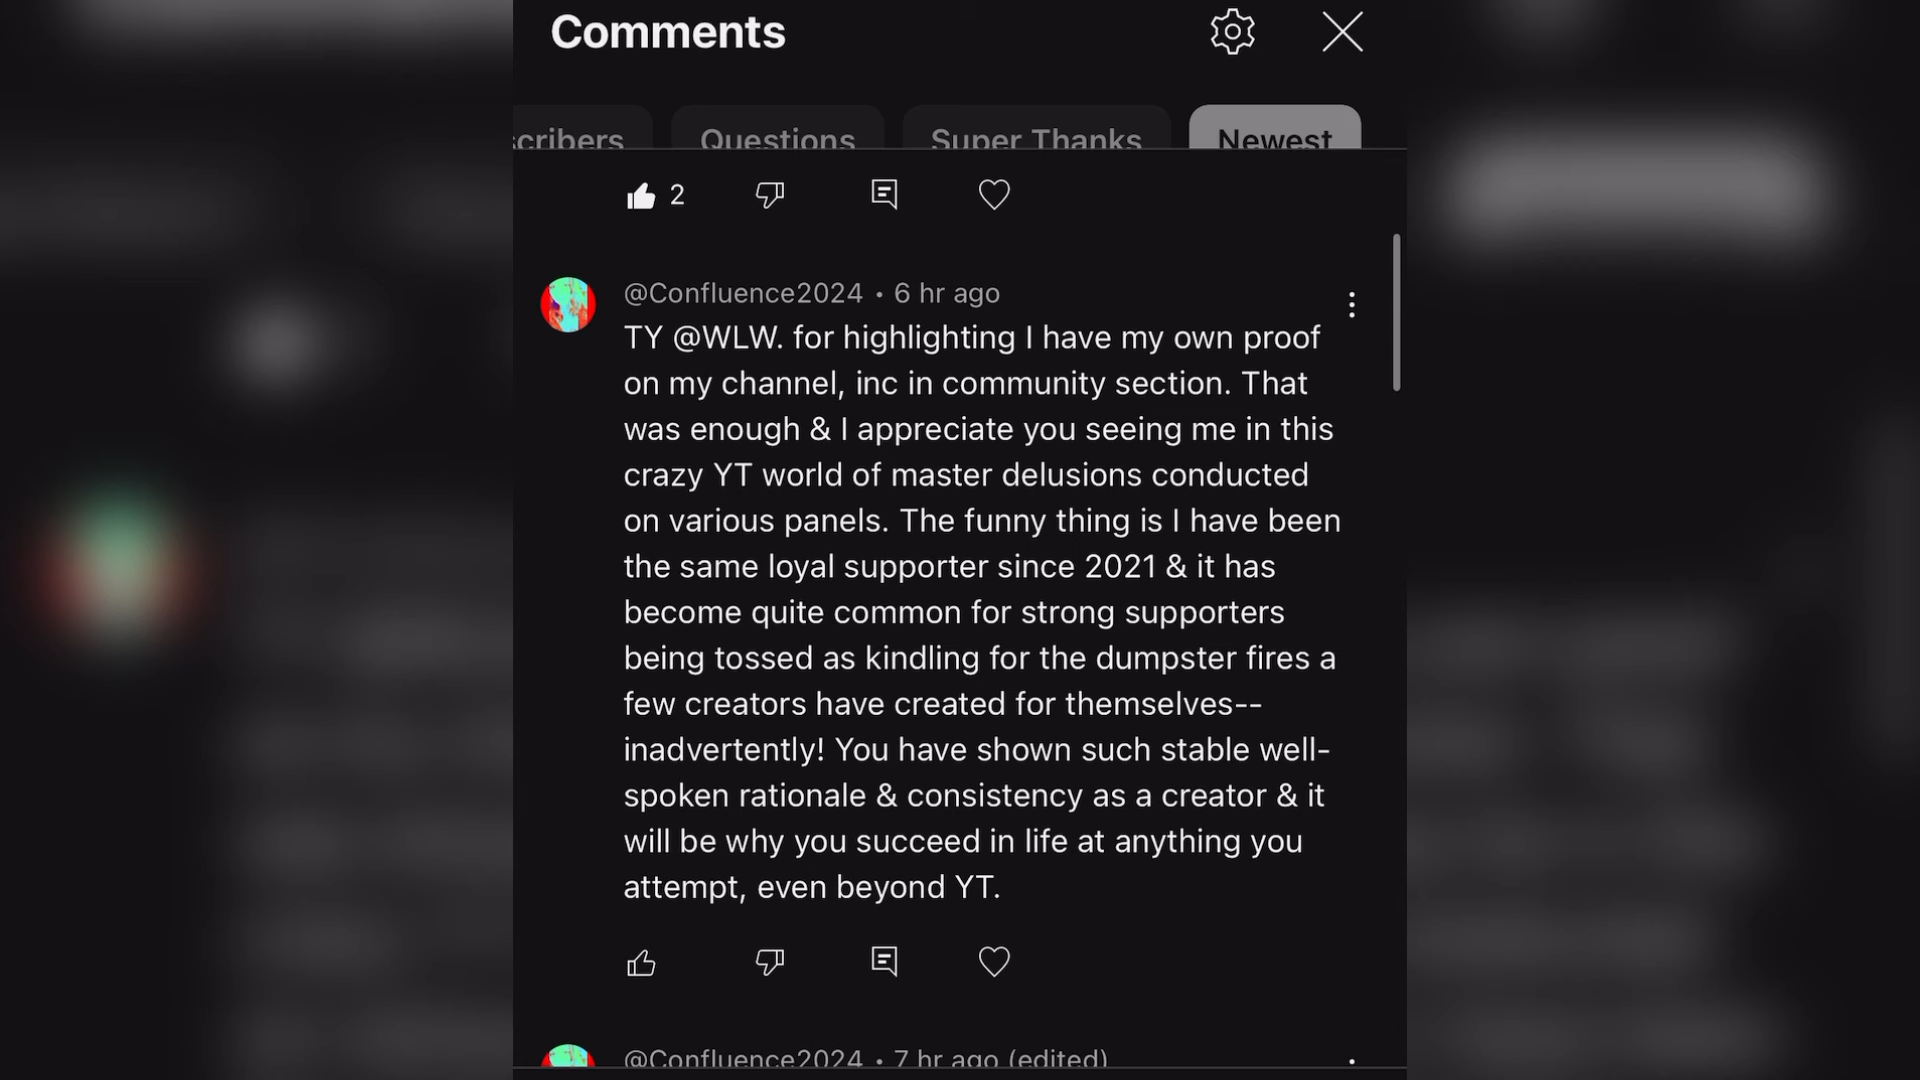 Comments
scribers Questions Super Thanks Newest
2
@Confluence2024 • 6 hr ago
TY @WLW. for highlighting I have my own proof
on my channel, inc in community section. That
was enough & I appreciate you seeing me in this
crazy YT world of master delusions conducted
on various panels. The funny thing is I have been
the same loyal supporter since 2021 & it has
become quite common for strong supporters
being tossed as kindling for the dumpster fires a
few creators have created for themselves--
inadvertently! You have shown such stable well-
spoken rationale & consistency as a creator & it
will be why you succeed in life at anything you
attempt, even beyond YT.
@Confluence2024 • 7 hr ago (edited)